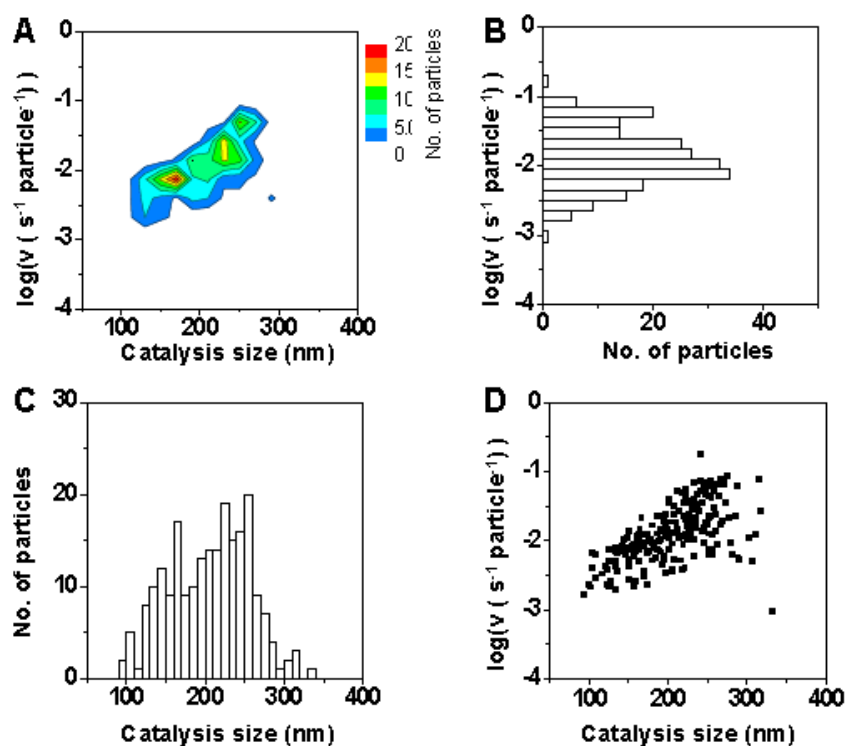 A
0
-1
-2
-3
-4
100
200
300
400
log(v ( s⁻¹ particle⁻¹) )
Catalysis size (nm)
15
10
5.0
0
No. of particles
B
0
-1
-2
-3
-4
0
20
40
log(v ( s⁻¹ particle⁻¹) )
No. of particles
C
30
20
10
0
100
200
300
400
No. of particles
Catalysis size (nm)
D
0
-1
-2
-3
-4
100
200
300
400
log(v ( s⁻¹ particle⁻¹) )
Catalysis size (nm)